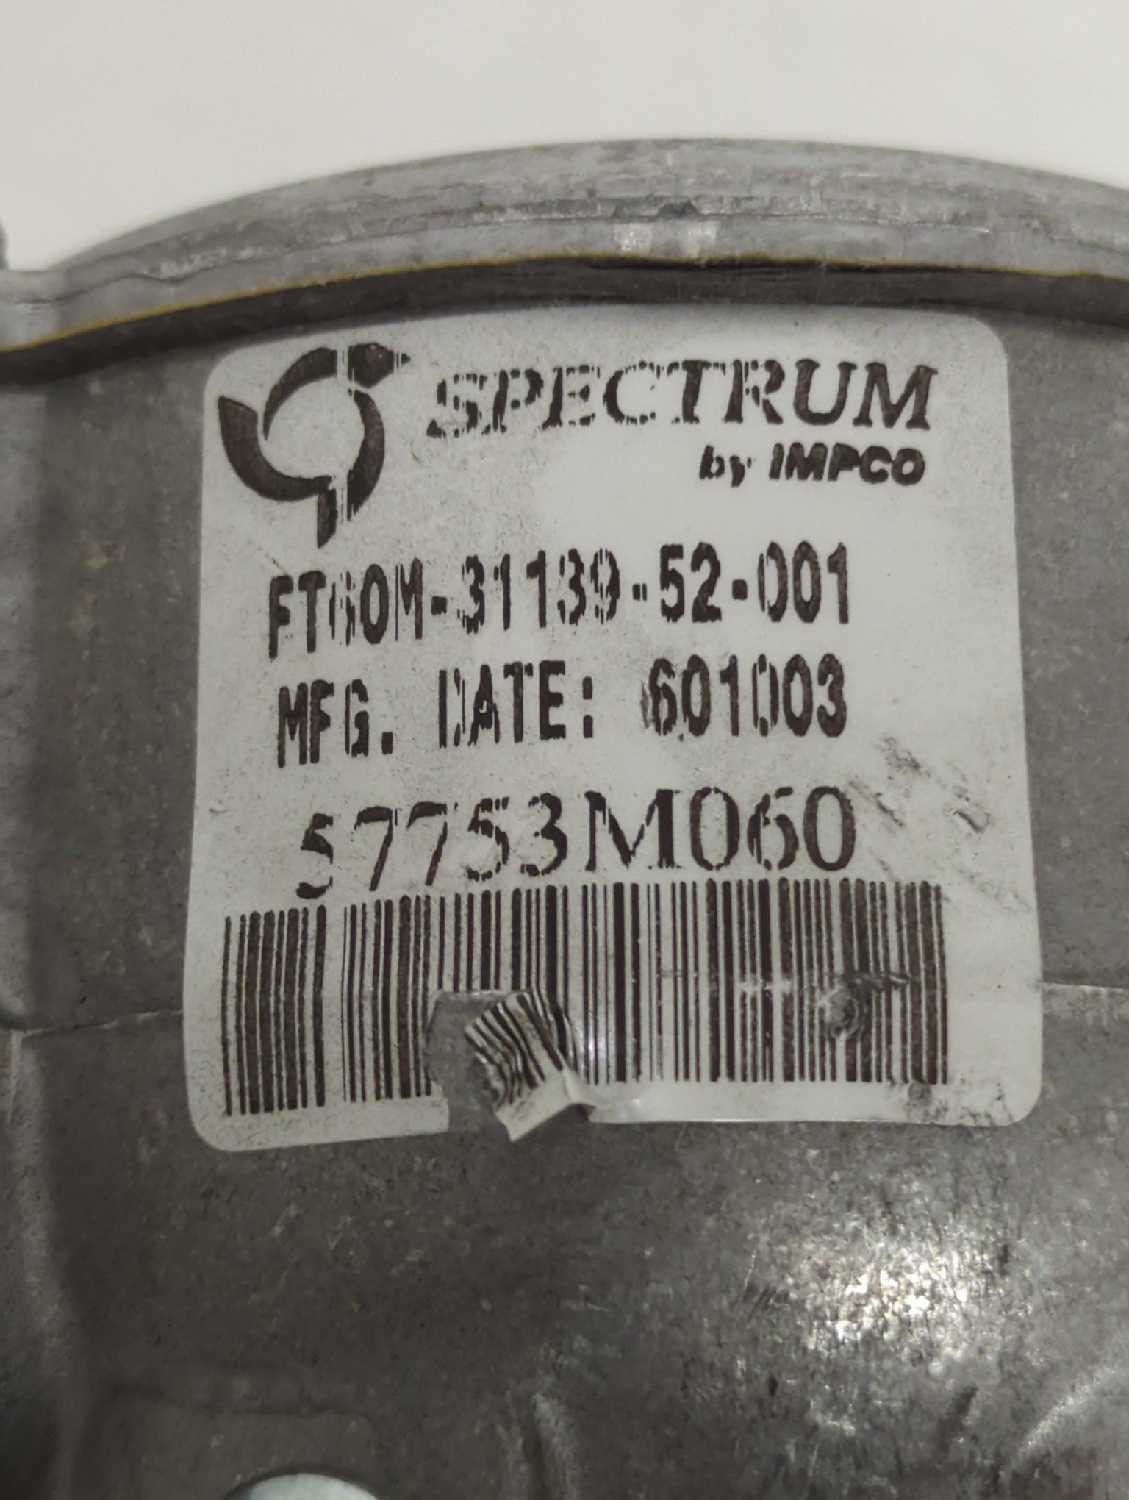 SPECTRUM
by IMPCO
FT60M-31139-52-001
MFG. DATE: 601003
57753M060